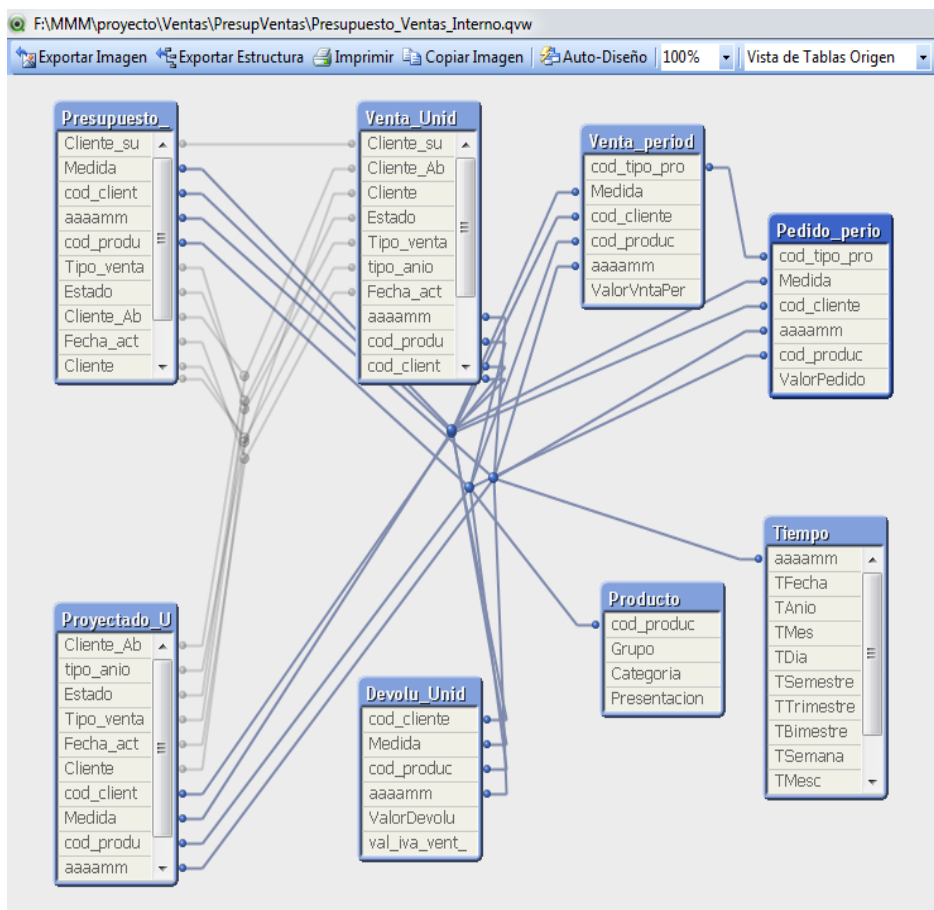 F:\MMM\proyecto\Ventas\PresupVentas\Presupuesto_Ventas_Interno.qvw
Exportar Imagen Exportar Estructura Imprimir Copiar Imagen Auto-Diseño 100% Vista de Tablas Origen
Presupuesto_
Cliente_su
Medida
cod_client
aaaamm
cod_produ
Tipo_venta
Estado
Cliente_Ab
Fecha_act
Cliente
Venta_Unid
Cliente_su
Cliente_Ab
Cliente
Estado
Tipo_venta
tipo_anio
Fecha_act
aaaamm
cod_produ
cod_client
Venta_period
cod_tipo_pro
Medida
cod_cliente
cod_produc
aaaamm
ValorVntaPer
Pedido_perio
cod_tipo_pro
Medida
cod_cliente
aaaamm
cod_produc
ValorPedido
Proyectado_U
Cliente_Ab
tipo_anio
Estado
Tipo_venta
Fecha_act
Cliente
cod_client
Medida
cod_produ
aaaamm
Devolu_Unid
cod_cliente
Medida
cod_produc
aaaamm
ValorDevolu
val_iva_vent_
Producto
cod_produc
Grupo
Categoria
Presentacion
Tiempo
aaaamm
TFecha
TAnio
TMes
TDia
TSemestre
TTrimestre
TBimestre
TSemana
TMesc